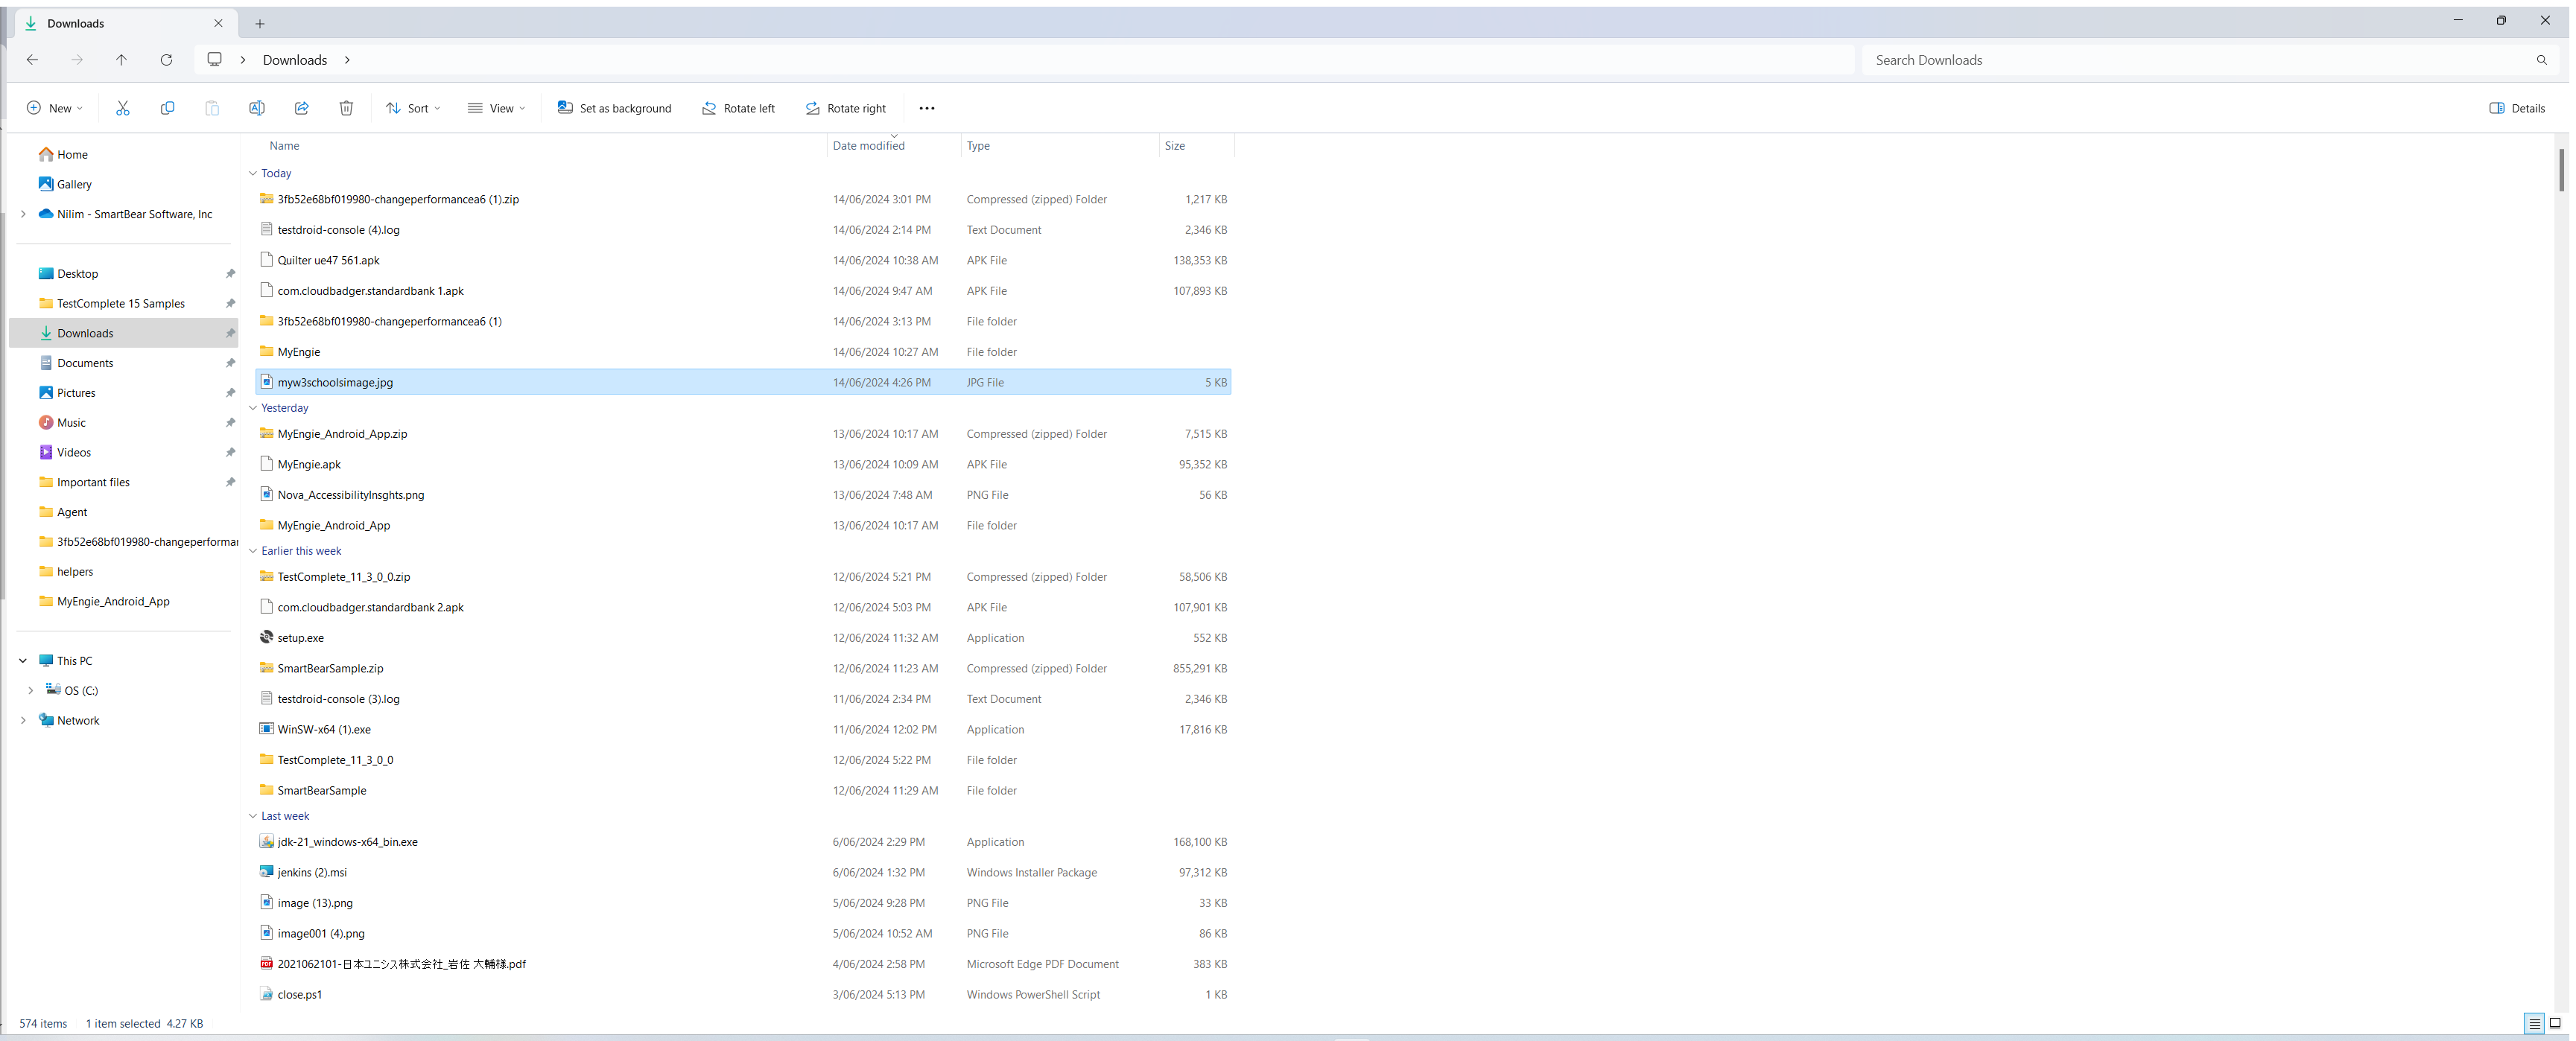 Downloads
Downloads
Search Downloads
New
Sort
View
Set as background
Rotate left
Rotate right
Details
Home
Gallery
Nilim - SmartBear Software, Inc
Desktop
TestComplete 15 Samples
Downloads
Documents
Pictures
Music
Videos
Important files
Agent
3fb52e68bf019980-changeperformar
helpers
MyEngie_Android_App
This PC
OS (C:)
Network
Name Date modified Type Size
Today
3fb52e68bf019980-changeperformancea6 (1).zip 14/06/2024 3:01 PM Compressed (zipped) Folder 1,217 KB
testdroid-console (4).log 14/06/2024 2:14 PM Text Document 2,346 KB
Quilter ue47 561.apk 14/06/2024 10:38 AM APK File 138,353 KB
com.cloudbadger.standardbank 1.apk 14/06/2024 9:47 AM APK File 107,893 KB
3fb52e68bf019980-changeperformancea6 (1) 14/06/2024 3:13 PM File folder
MyEngie 14/06/2024 10:27 AM File folder
myw3schoolsimage.jpg 14/06/2024 4:26 PM JPG File 5 KB
Yesterday
MyEngie_Android_App.zip 13/06/2024 10:17 AM Compressed (zipped) Folder 7,515 KB
MyEngie.apk 13/06/2024 10:09 AM APK File 95,352 KB
Nova_AccessibilityInsghts.png 13/06/2024 7:48 AM PNG File 56 KB
MyEngie_Android_App 13/06/2024 10:17 AM File folder
Earlier this week
TestComplete_11_3_0_0.zip 12/06/2024 5:21 PM Compressed (zipped) Folder 58,506 KB
com.cloudbadger.standardbank 2.apk 12/06/2024 5:03 PM APK File 107,901 KB
setup.exe 12/06/2024 11:32 AM Application 552 KB
SmartBearSample.zip 12/06/2024 11:23 AM Compressed (zipped) Folder 855,291 KB
testdroid-console (3).log 11/06/2024 2:34 PM Text Document 2,346 KB
WinSW-x64 (1).exe 11/06/2024 12:02 PM Application 17,816 KB
TestComplete_11_3_0_0 12/06/2024 5:22 PM File folder
SmartBearSample 12/06/2024 11:29 AM File folder
Last week
jdk-21_windows-x64_bin.exe 6/06/2024 2:29 PM Application 168,100 KB
jenkins (2).msi 6/06/2024 1:32 PM Windows Installer Package 97,312 KB
image (13).png 5/06/2024 9:28 PM PNG File 33 KB
image001 (4).png 5/06/2024 10:52 AM PNG File 86 KB
2021062101-日本ユニシス株式会社_岩佐 大輔様.pdf 4/06/2024 2:58 PM Microsoft Edge PDF Document 383 KB
close.ps1 3/06/2024 5:13 PM Windows PowerShell Script 1 KB
574 items 1 item selected 4.27 KB